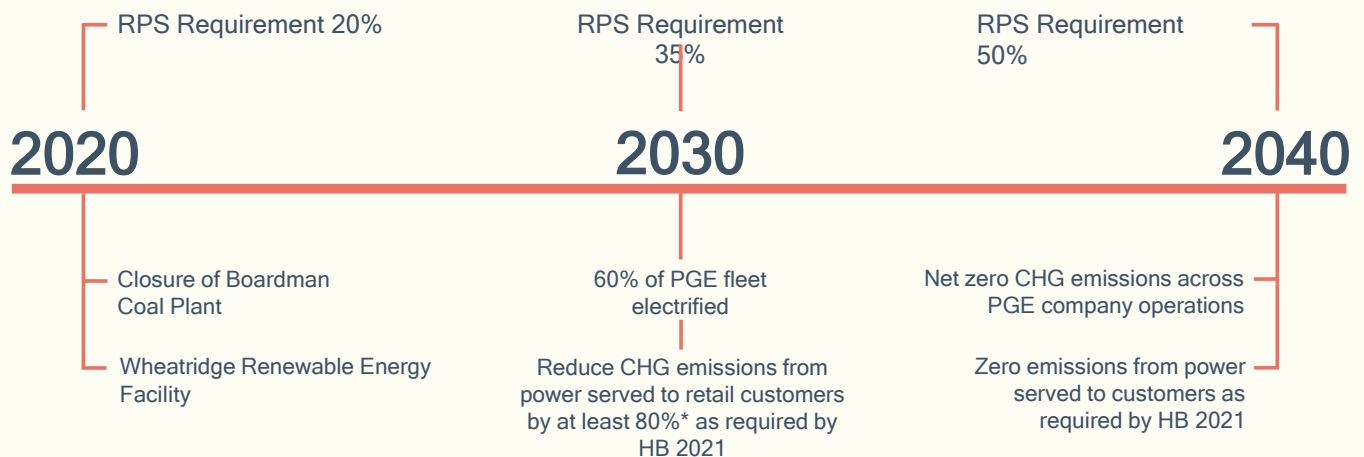 RPS Requirement 20%
RPS Requirement
35%
RPS Requirement
50%
2020
2030
2040
Closure of Boardman
Coal Plant
Wheatridge Renewable Energy
Facility
60% of PGE fleet
electrified
Reduce CHG emissions from
power served to retail customers
by at least 80%* as required by
HB 2021
Net zero CHG emissions across
PGE company operations
Zero emissions from power
served to customers as
required by HB 2021